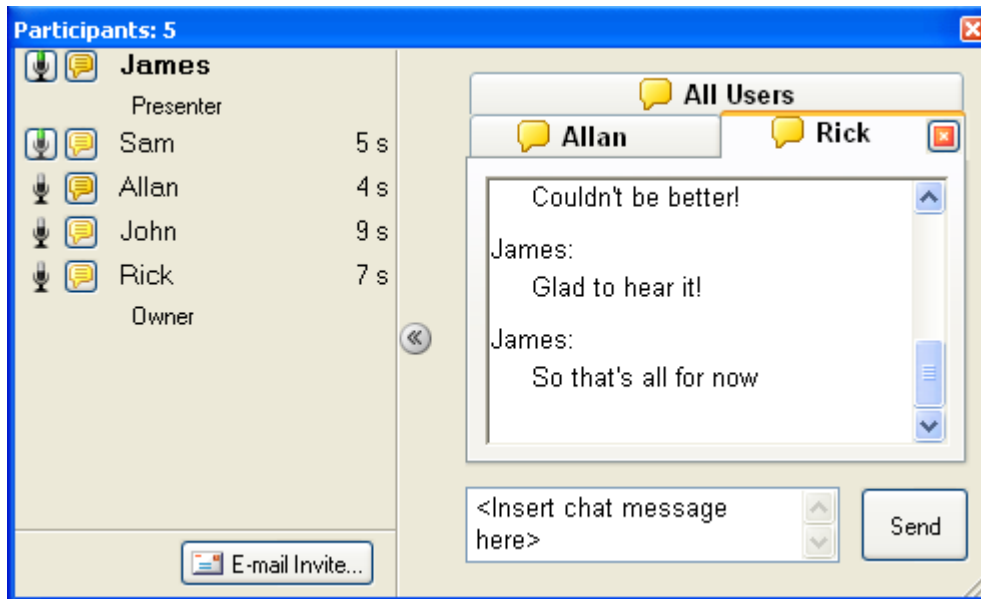 Participants: 5
James
Presenter
Sam 5 s
Allan 4 s
John 9 s
Rick 7 s
Owner
E-mail Invite...
All Users
Allan Rick
Couldn't be better!
James:
Glad to hear it!
James:
So that's all for now
<Insert chat message
here>
Send